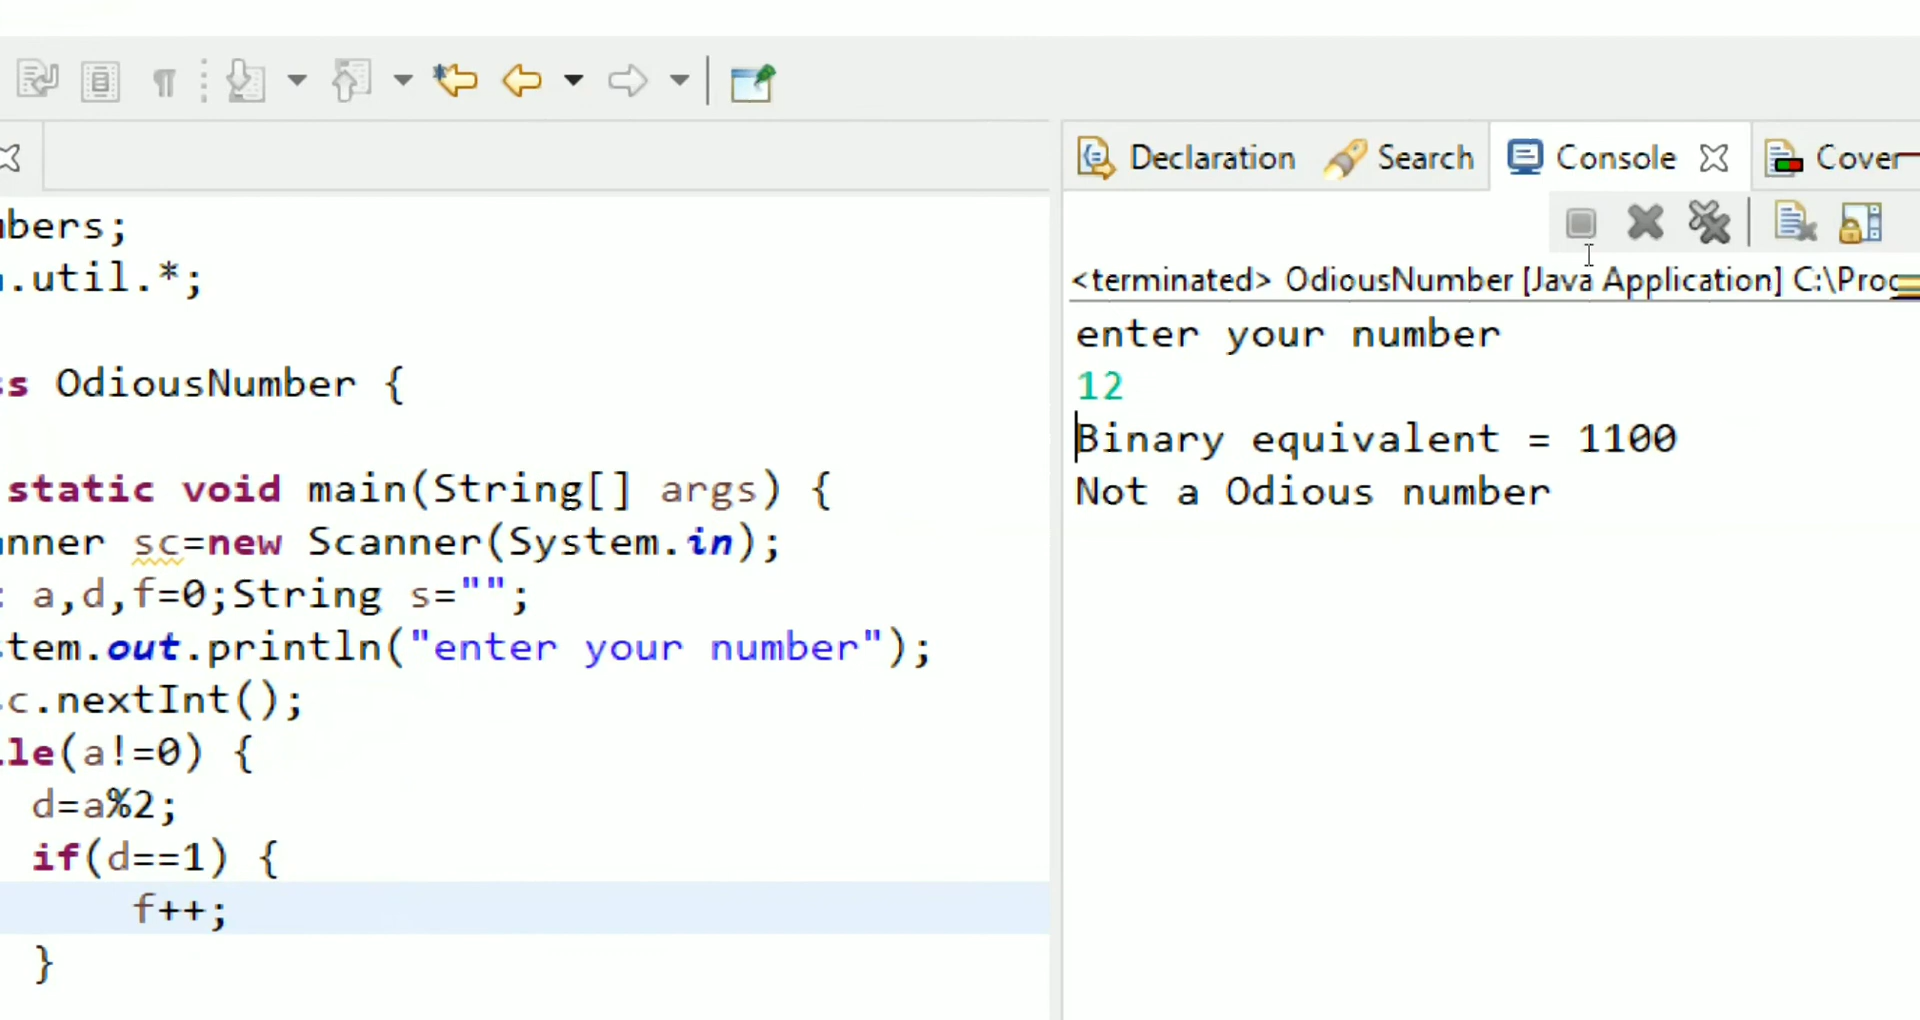 Declaration Search Console Cover
<terminated> OdiousNumber [Java Application] C:\Proc
enter your number
12
Binary equivalent = 1100
Not a Odious number
bers;
.util.*;
ss OdiousNumber {
static void main(String[] args) {
nner sc=new Scanner(System.in);
a,d,f=0;String s="";
tem.out.println("enter your number");
c.nextInt();
le(a!=0) {
d=a%2;
if(d==1) {
f++;
}